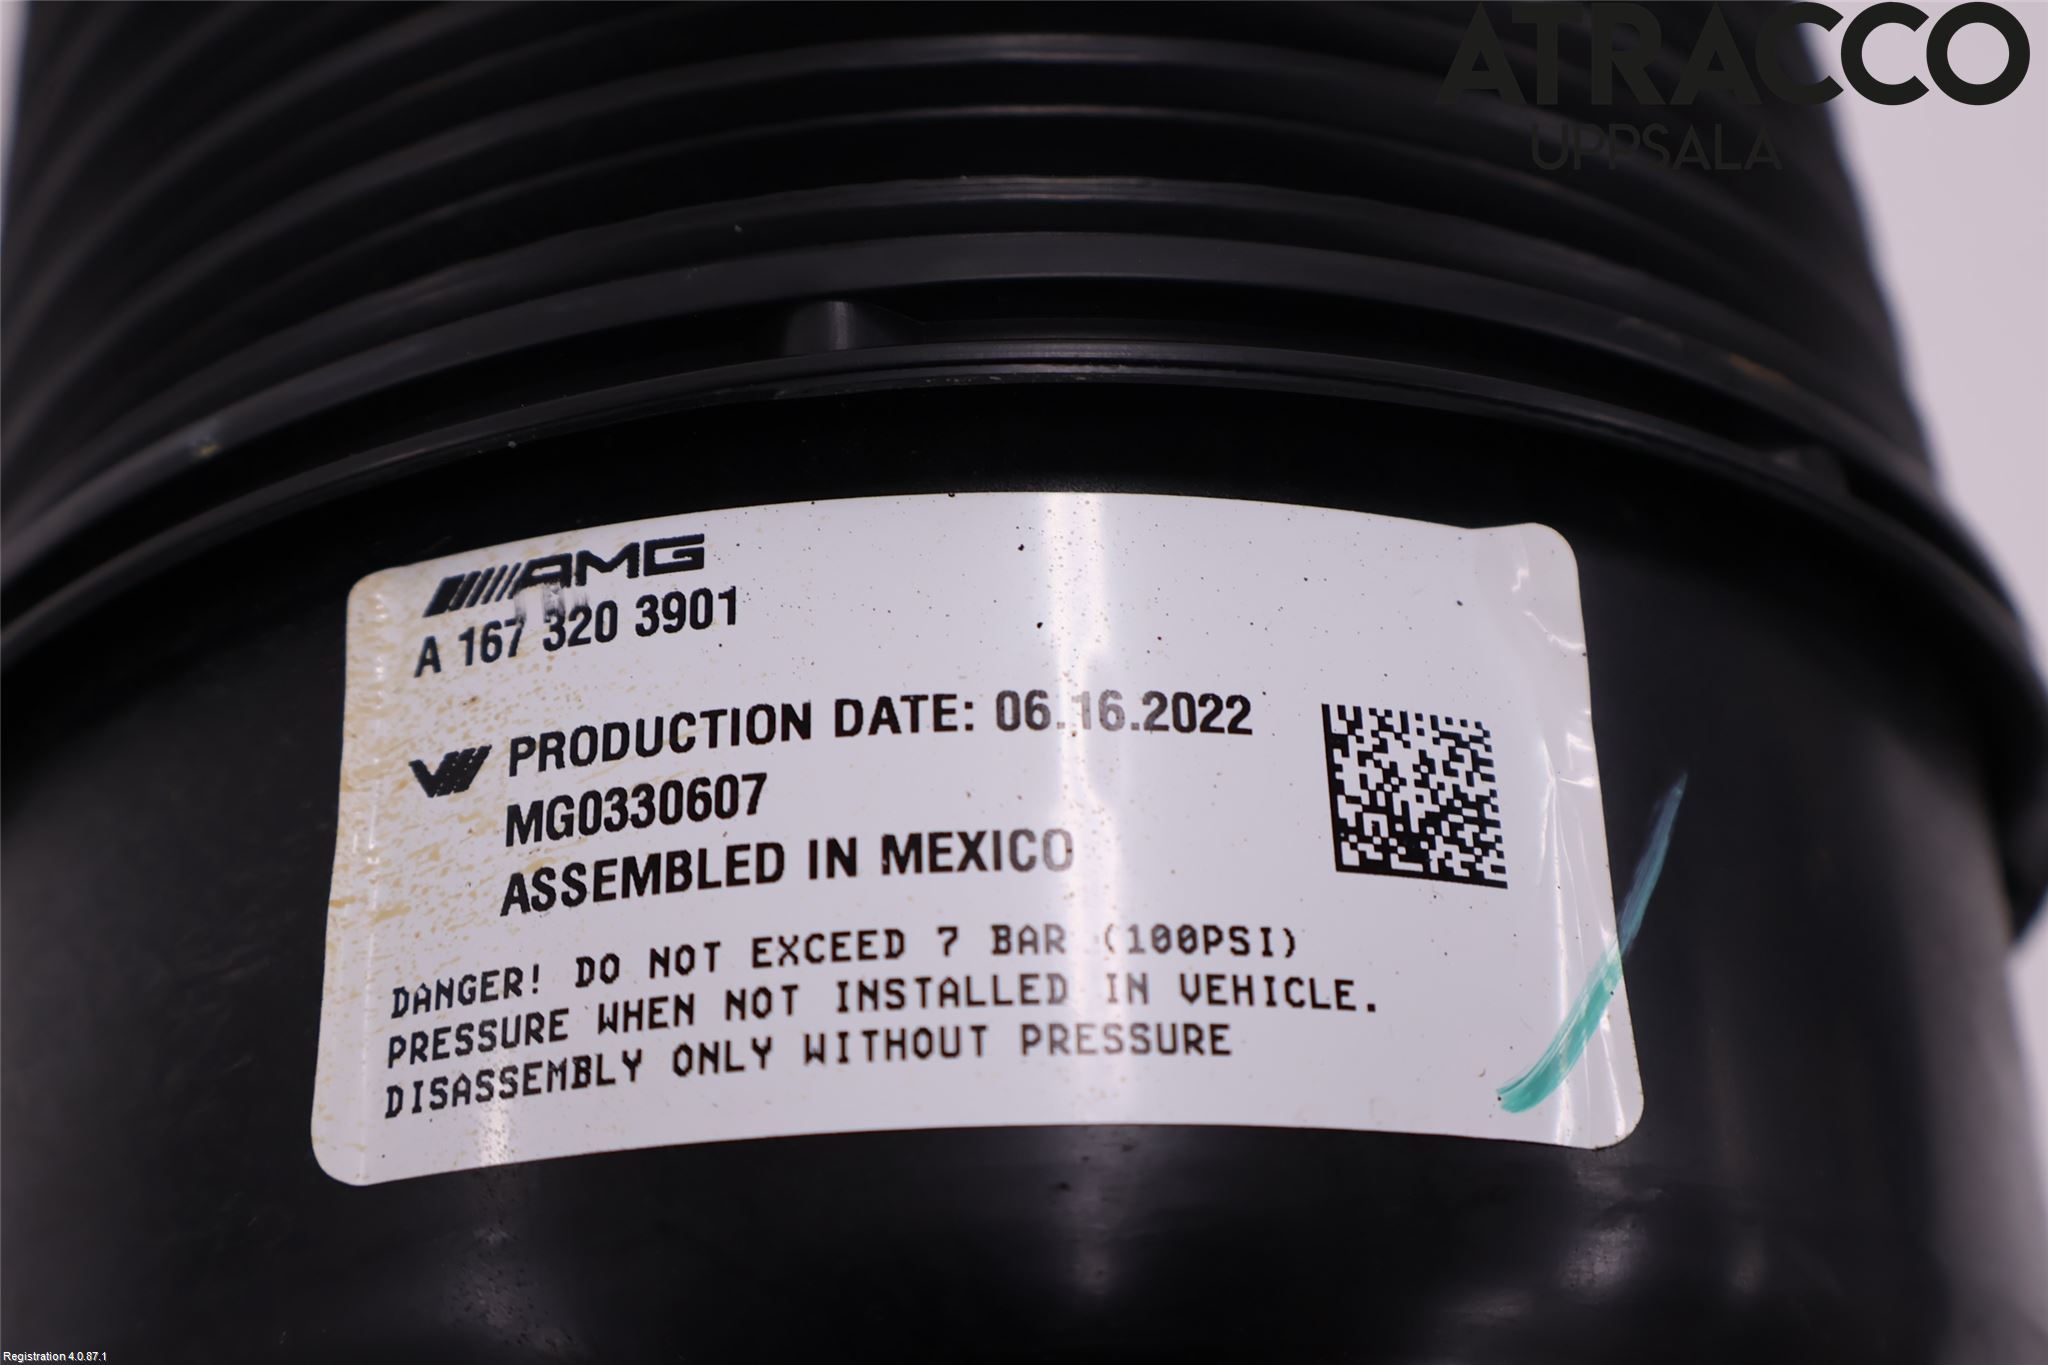 ATRACCO
UPPSALA
AMG
A 167 320 3901
PRODUCTION DATE: 06.16.2022
MG0330607
ASSEMBLED IN MEXICO
DANGER! DO NOT EXCEED 7 BAR (100PSI)
PRESSURE WHEN NOT INSTALLED IN VEHICLE.
DISASSEMBLY ONLY WITHOUT PRESSURE
Registration 4.0.87.1